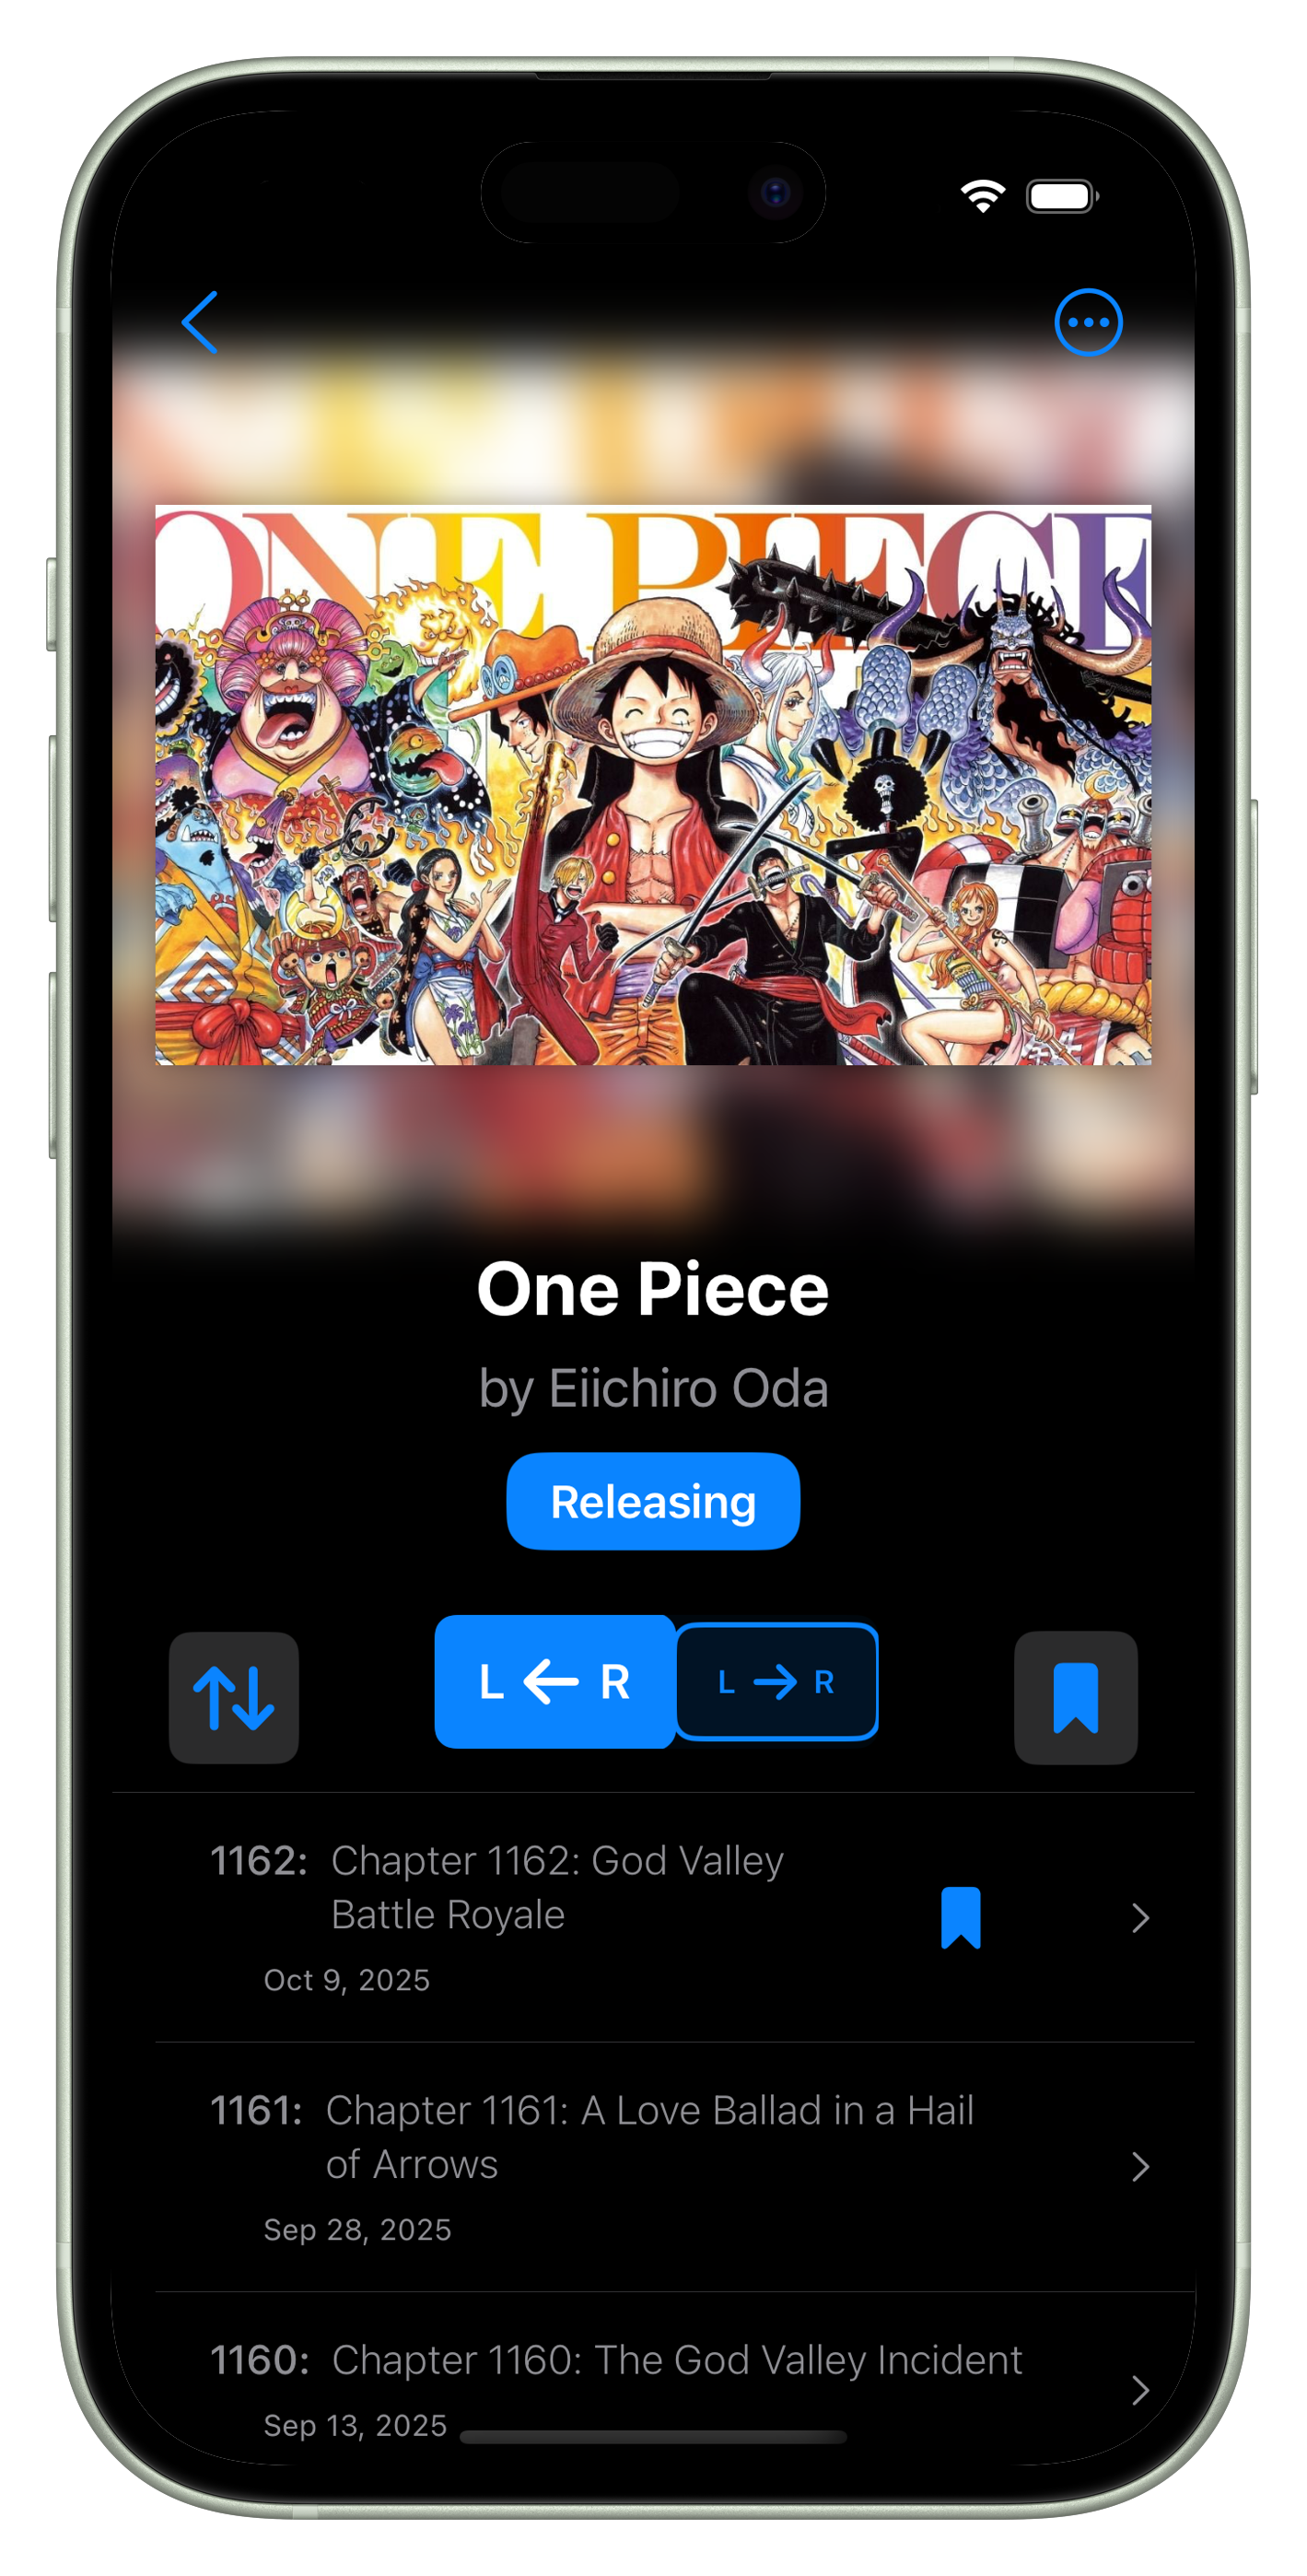 ONE PIECE
One Piece
by Eiichiro Oda
Releasing
L ← R L → R
1162: Chapter 1162: God Valley
Battle Royale
Oct 9, 2025
1161: Chapter 1161: A Love Ballad in a Hail
of Arrows
Sep 28, 2025
1160: Chapter 1160: The God Valley Incident
Sep 13, 2025